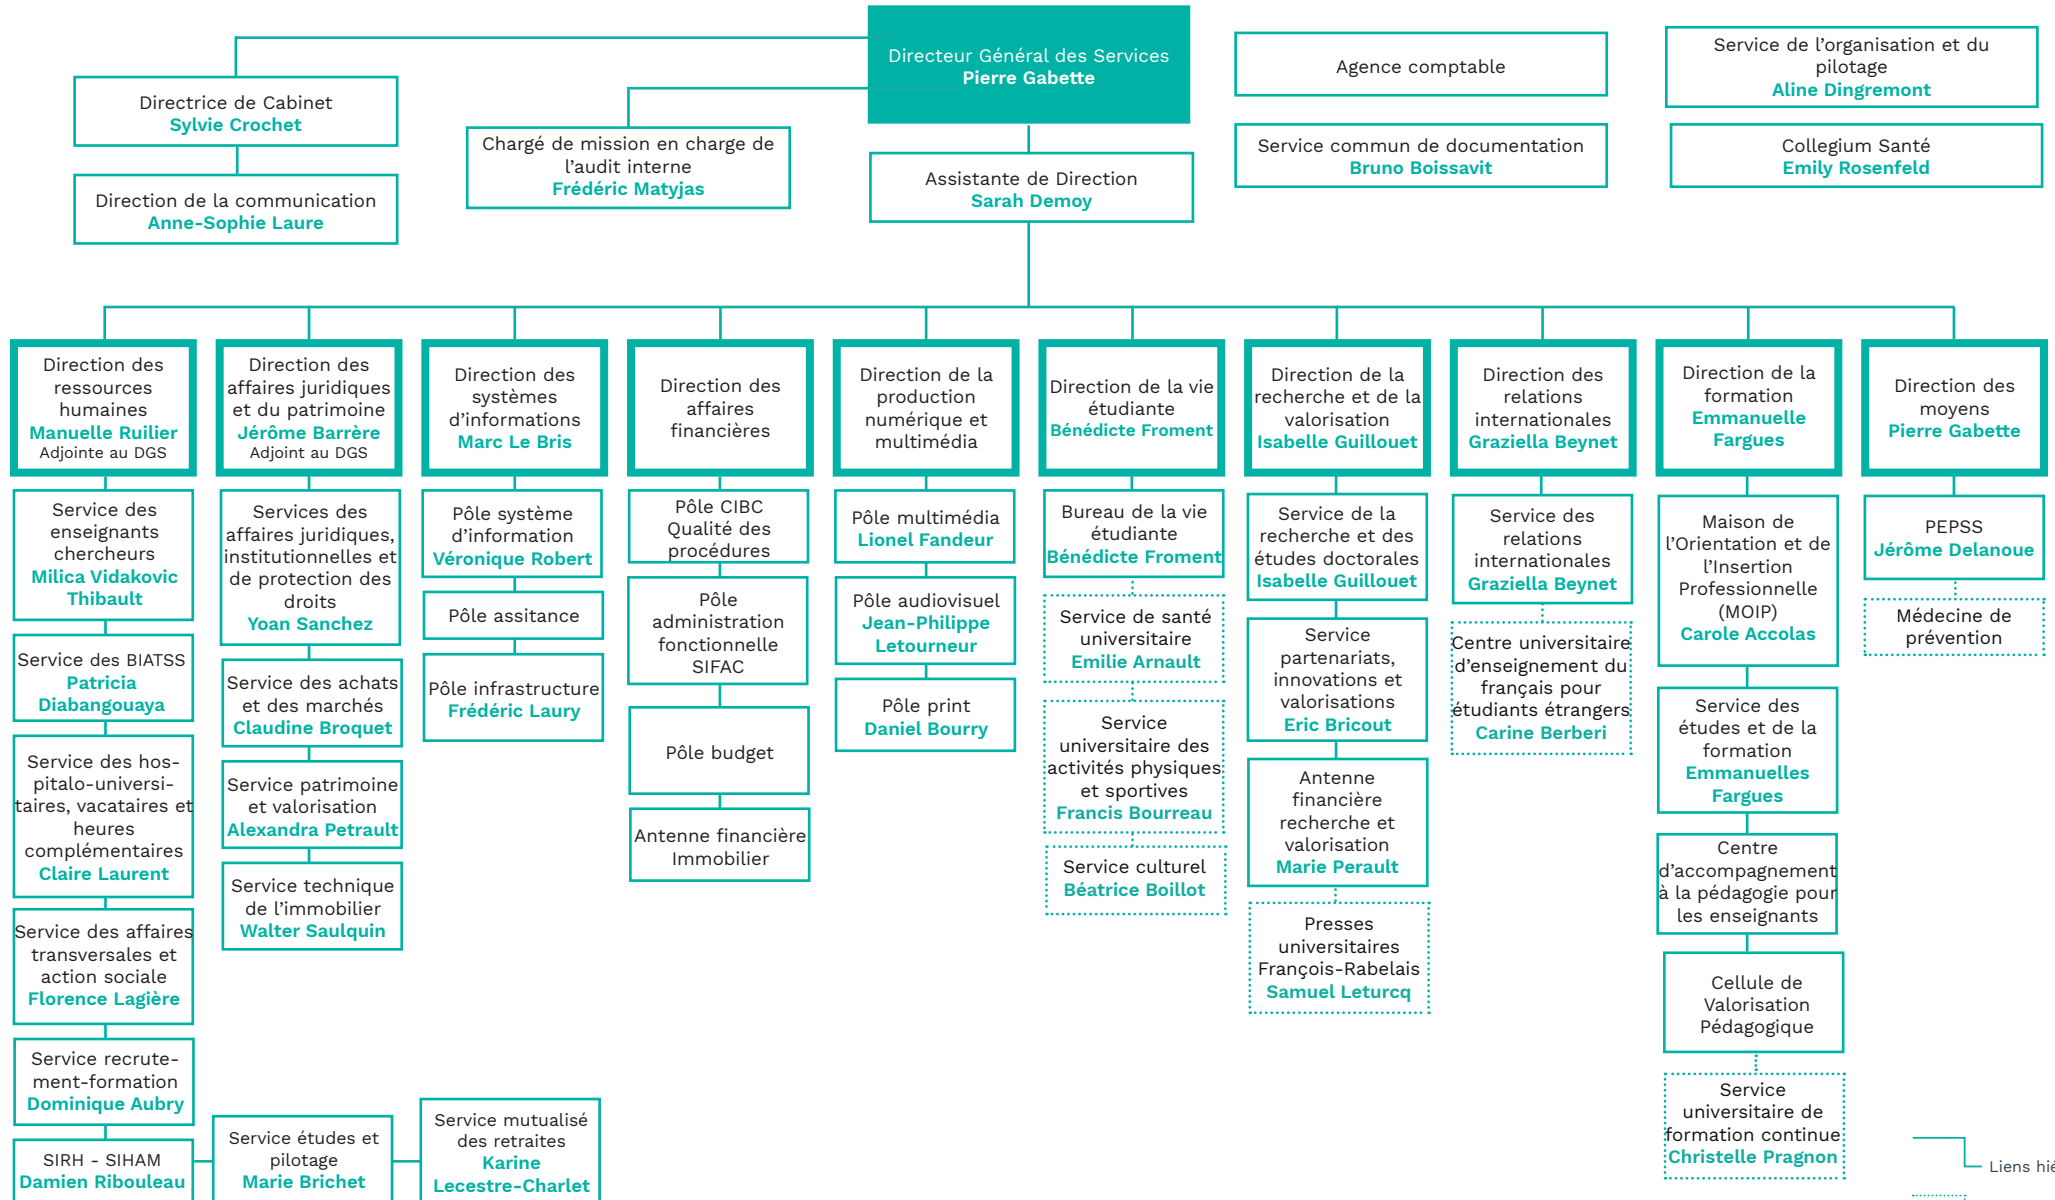 Directeur Général des Services
Pierre Gabette
Directrice de Cabinet
Sylvie Crochet
Direction de la communication
Anne-Sophie Laure
Chargé de mission en charge de
l'audit interne
Frédéric Matyjas
Assistante de Direction
Sarah Demoy
Agence comptable
Service commun de documentation
Bruno Boissavit
Service de l'organisation et du
pilotage
Aline Dingremont
Collegium Santé
Emily Rosenfeld
Direction des
ressources
humaines
Manuelle Ruilier
Adjointe au DGS
Service des
enseignants
chercheurs
Milica Vidakovic
Thibault
Service des BIATSS
Patricia
Diabangouaya
Service des hos-
pitalo-universi-
taires, vacataires et
heures
complémentaires
Claire Laurent
Service des affaires
transversales et
action sociale
Florence Lagière
Service recrute-
ment-formation
Dominique Aubry
SIRH - SIHAM
Damien Ribouleau
Service études et
pilotage
Marie Brichet
Service mutualisé
des retraites
Karine
Lecestre-Charlet
Direction des
affaires juridiques
et du patrimoine
Jérôme Barrère
Adjoint au DGS
Services des
affaires juridiques,
institutionnelles et
de protection des
droits
Yoan Sanchez
Service des achats
et des marchés
Claudine Broquet
Service patrimoine
et valorisation
Alexandra Petrault
Service technique
de l'immobilier
Walter Saulquin
Direction des
systèmes
d'informations
Marc Le Bris
Pôle système
d'information
Véronique Robert
Pôle assitance
Pôle infrastructure
Frédéric Laury
Direction des
affaires
financières
Pôle CIBC
Qualité des
procédures
Pôle
administration
fonctionnelle
SIFAC
Pôle budget
Antenne financière
Immobilier
Direction de la
production
numérique et
multimédia
Pôle multimédia
Lionel Fandeur
Pôle audiovisuel
Jean-Philippe
Letourneur
Pôle print
Daniel Bourry
Direction de la vie
étudiante
Bénédicte Froment
Bureau de la vie
étudiante
Bénédicte Froment
Service de santé
universitaire
Emilie Arnault
Service
universitaire des
activités physiques
et sportives
Francis Bourreau
Service culturel
Béatrice Boillot
Direction de la
recherche et de la
valorisation
Isabelle Guillouet
Service de la
recherche et des
études doctorales
Isabelle Guillouet
Service
partenariats,
innovations et
valorisations
Eric Bricout
Antenne
financière
recherche et
valorisation
Marie Perault
Presses
universitaires
François-Rabelais
Samuel Leturcq
Direction des
relations
internationales
Graziella Beynet
Service des
relations
internationales
Graziella Beynet
Centre universitaire
d'enseignement du
français pour
étudiants étrangers
Carine Berberi
Direction de la
formation
Emmanuelle
Fargues
Maison de
l'Orientation et de
l'Insertion
Professionnelle
(MOIP)
Carole Accolas
Service des
études et de la
formation
Emmanuelles
Fargues
Centre
d'accompagnement
à la pédagogie pour
les enseignants
Cellule de
Valorisation
Pédagogique
Service
universitaire de
formation continue
Christelle Pragnon
Direction des
moyens
Pierre Gabette
PEPSS
Jérôme Delanoue
Médecine de
prévention
Liens